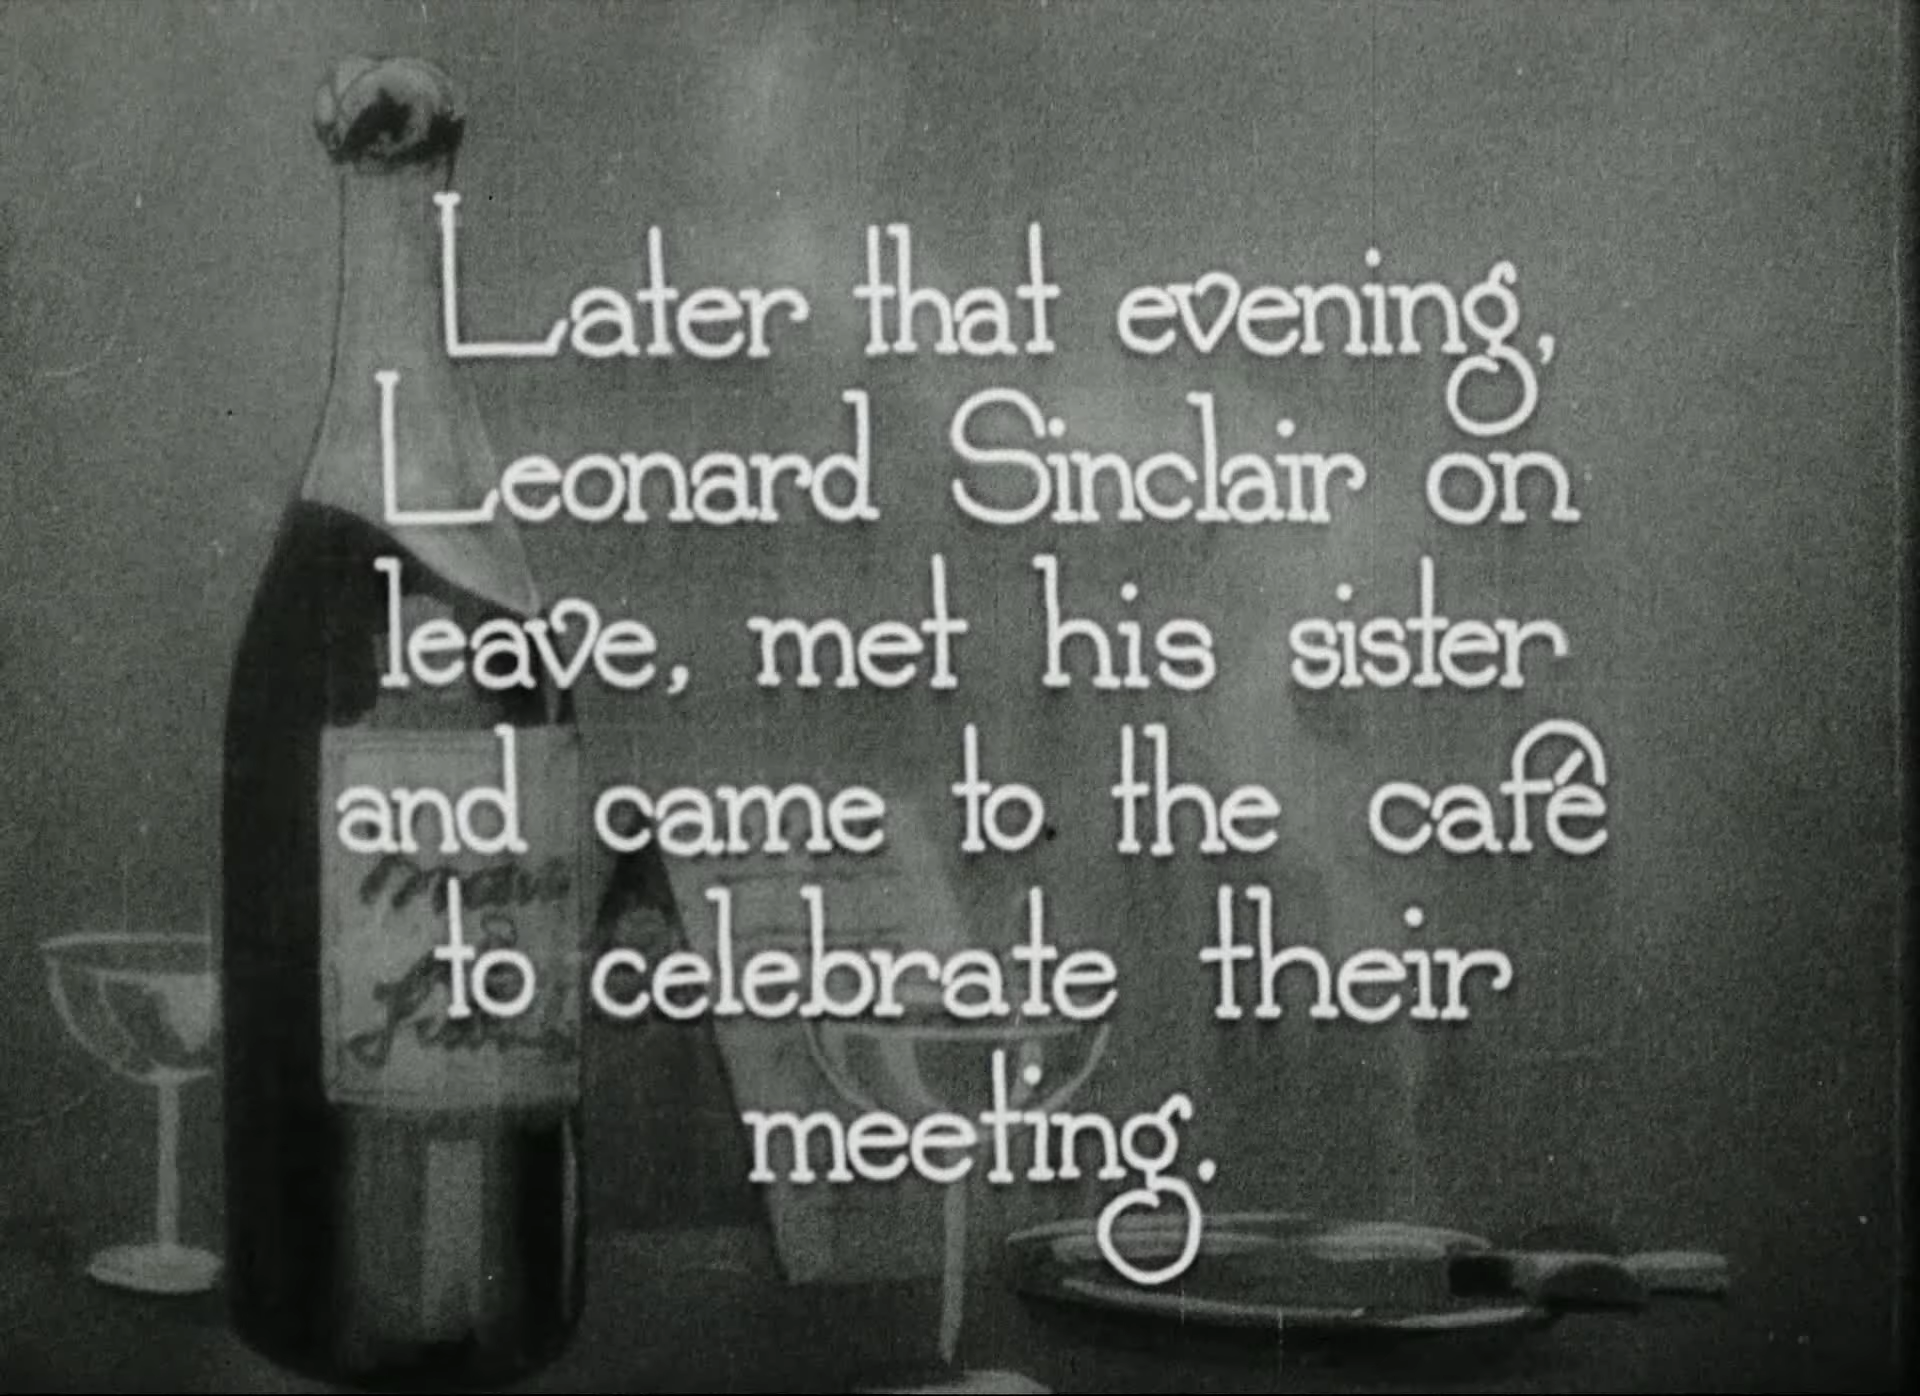 Later that evening,
Leonard Sinclair on
leave, met his sister
and came to the café
to celebrate their
meeting.